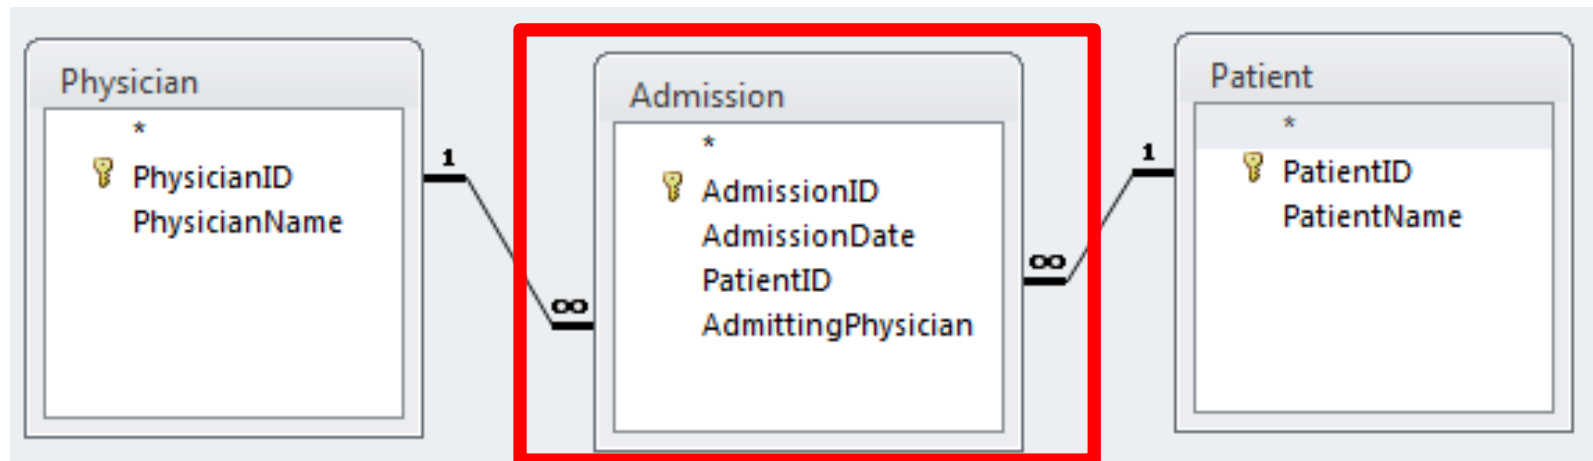 Physician
*
PhysicianID
PhysicianName
1
∞
Admission
*
AdmissionID
AdmissionDate
PatientID
AdmittingPhysician
∞
1
Patient
*
PatientID
PatientName